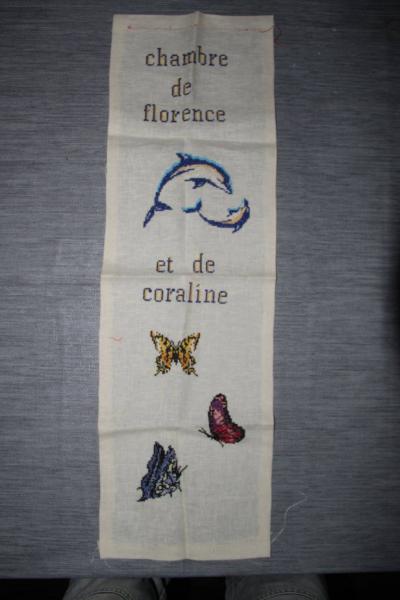 chambre
de
florence
et de
coraline